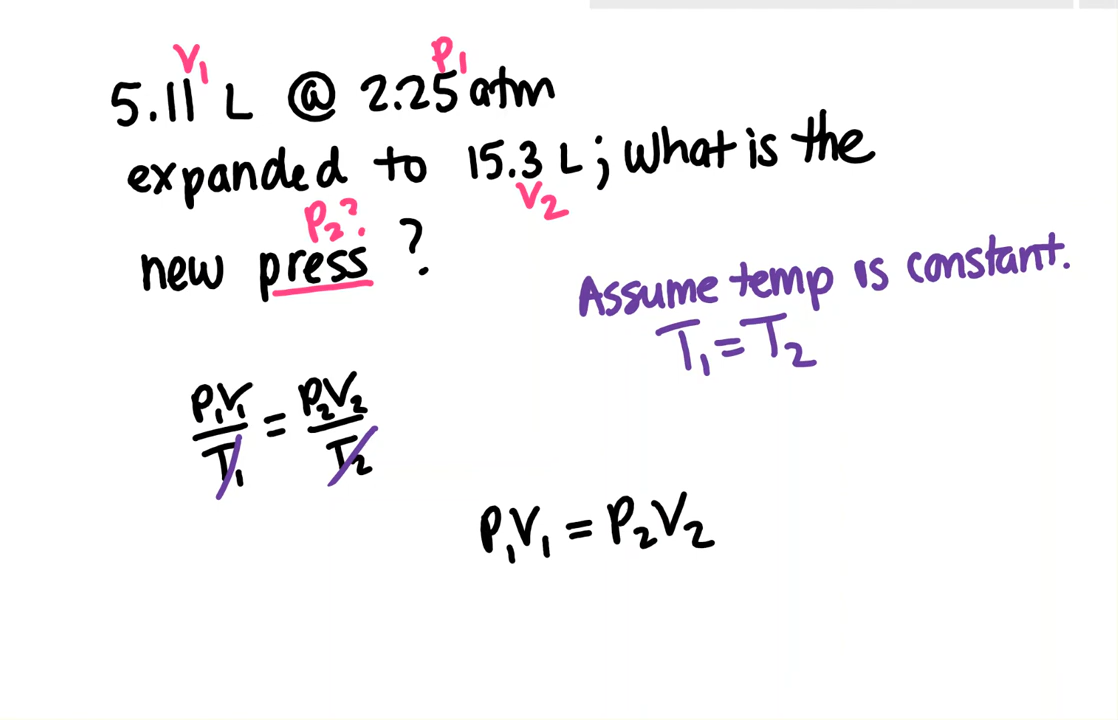 V₁ P₁
5.11 L @ 2.25 atm
expanded to 15.3 L; what is the
V₂
P₂?
new press ?
Assume temp is constant.
T₁ = T₂
P₁V₁ = P₂V₂
T₁ T₂
P₁V₁ = P₂V₂